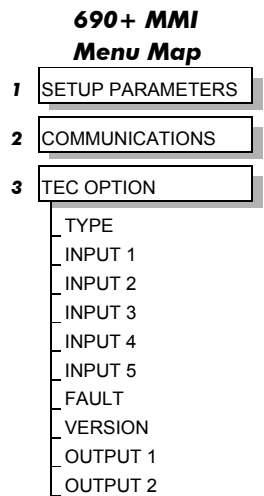 690+ MMI
Menu Map
1 SETUP PARAMETERS
2 COMMUNICATIONS
3 TEC OPTION
TYPE
INPUT 1
INPUT 2
INPUT 3
INPUT 4
INPUT 5
FAULT
VERSION
OUTPUT 1
OUTPUT 2